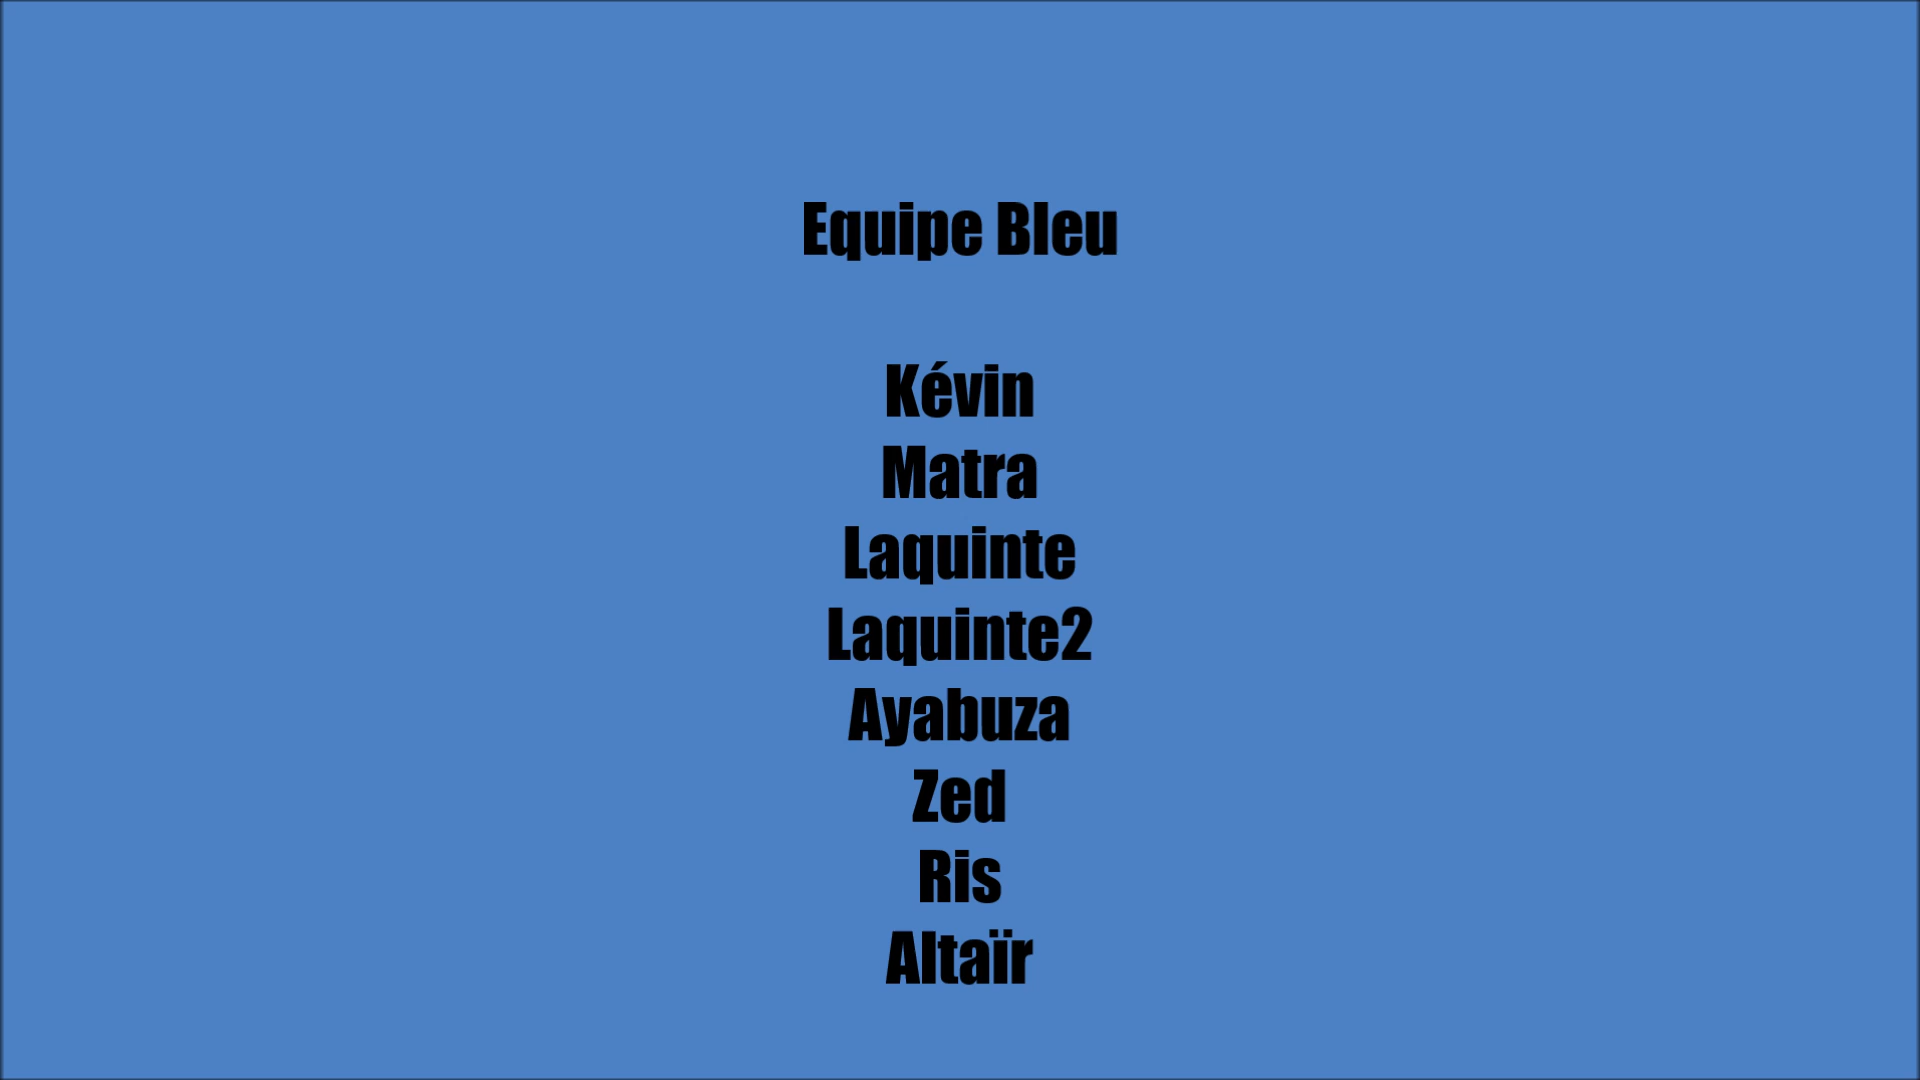 Equipe Bleu
Kévin
Matra
Laquinte
Laquinte2
Ayabuza
Zed
Ris
Altaïr